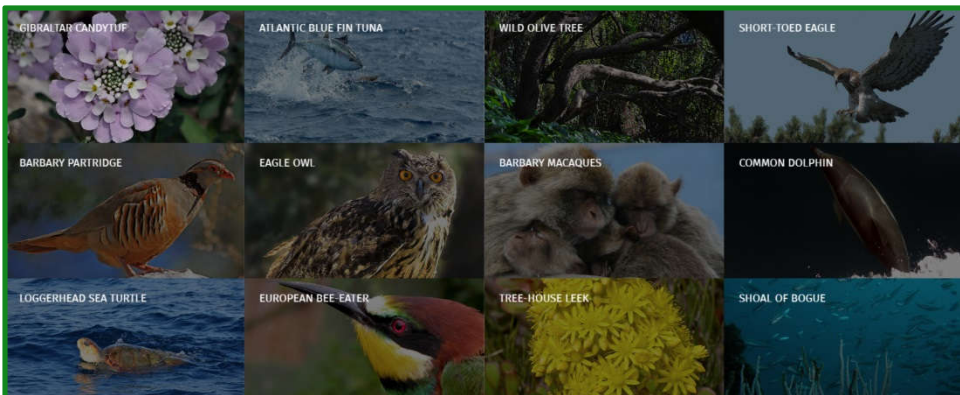 GIBRALTAR CANDYTUF
ATLANTIC BLUE FIN TUNA
WILD OLIVE TREE
SHORT-TOED EAGLE
BARBARY PARTRIDGE
EAGLE OWL
BARBARY MACAQUES
COMMON DOLPHIN
LOGGERHEAD SEA TURTLE
EUROPEAN BEE-EATER
TREE-HOUSE LEEK
SHOAL OF BOGUE